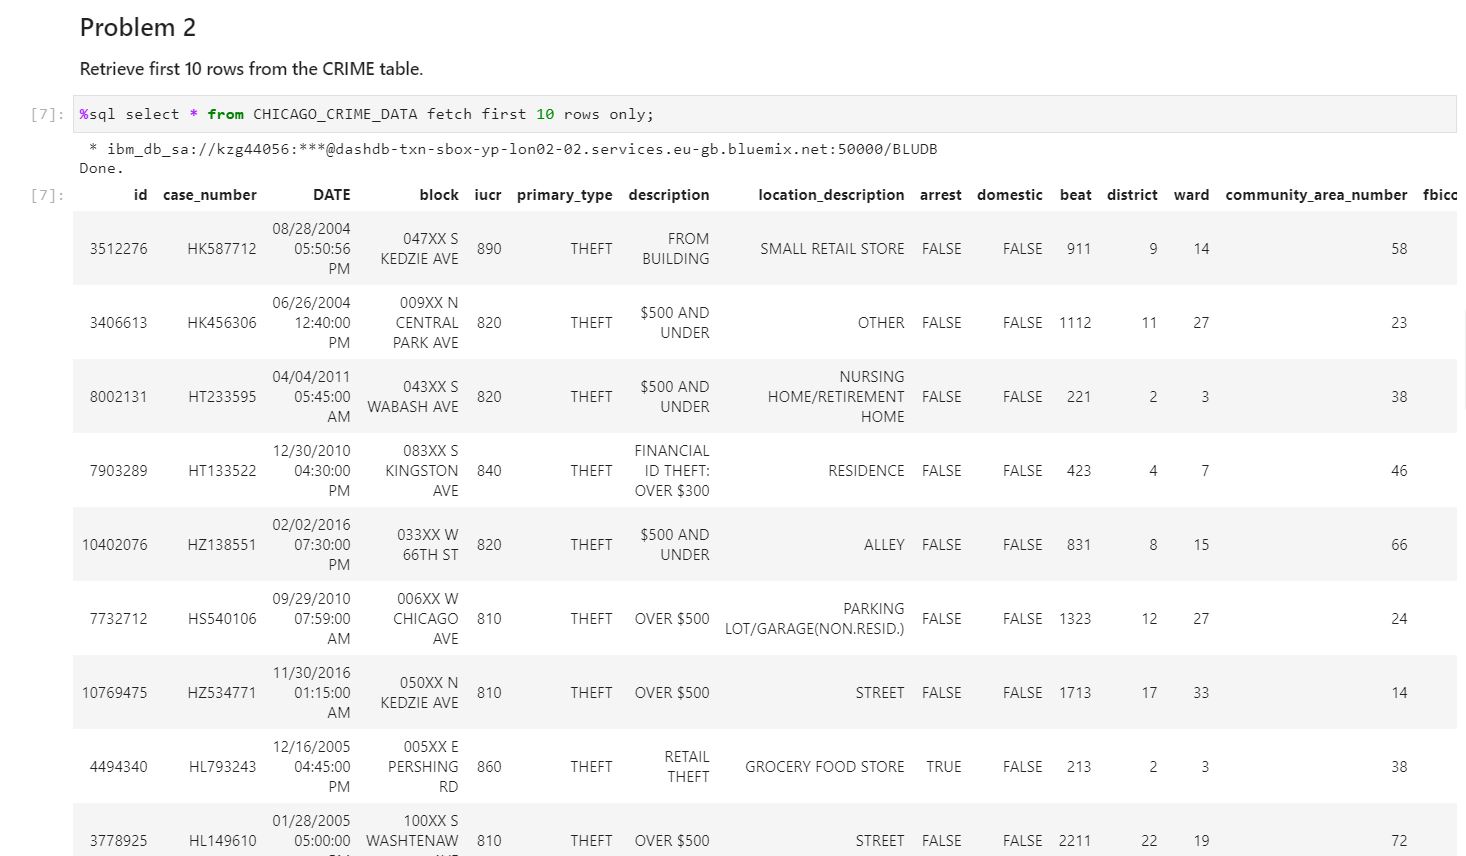 Problem 2
Retrieve first 10 rows from the CRIME table.
[7]: %sql select * from CHICAGO_CRIME_DATA fetch first 10 rows only;
* ibm_db_sa://kzg44056:***@dashdb-txn-sbox-yp-lon02-02.services.eu-gb.bluemix.net:50000/BLUDB
Done.
[7]: id case_number DATE block iucr primary_type description location_description arrest domestic beat district ward community_area_number fbico
08/28/2004
047XX S FROM
3512276 HK587712 05:50:56 890 THEFT SMALL RETAIL STORE FALSE FALSE 911 9 14 58
KEDZIE AVE BUILDING
PM
06/26/2004 009XX N
$500 AND
3406613 HK456306 12:40:00 CENTRAL 820 THEFT OTHER FALSE FALSE 1112 11 27 23
UNDER
PM PARK AVE
04/04/2011 NURSING
043XX S $500 AND
8002131 HT233595 05:45:00 820 THEFT HOME/RETIREMENT FALSE FALSE 221 2 3 38
WABASH AVE UNDER
AM HOME
12/30/2010 083XX S FINANCIAL
7903289 HT133522 04:30:00 KINGSTON 840 THEFT ID THEFT: RESIDENCE FALSE FALSE 423 4 7 46
PM AVE OVER $300
02/02/2016
033XX W $500 AND
10402076 HZ138551 07:30:00 820 THEFT ALLEY FALSE FALSE 831 8 15 66
66TH ST UNDER
PM
09/29/2010 006XX W
PARKING
7732712 HS540106 07:59:00 CHICAGO 810 THEFT OVER $500 FALSE FALSE 1323 12 27 24
LOT/GARAGE(NON.RESID.)
AM AVE
11/30/2016
050XX N
10769475 HZ534771 01:15:00 810 THEFT OVER $500 STREET FALSE FALSE 1713 17 33 14
KEDZIE AVE
AM
12/16/2005 005XX E
RETAIL
4494340 HL793243 04:45:00 PERSHING 860 THEFT GROCERY FOOD STORE TRUE FALSE 213 2 3 38
THEFT
PM RD
01/28/2005 100XX S
3778925 HL149610 05:00:00 WASHTENAW 810 THEFT OVER $500 STREET FALSE FALSE 2211 22 19 72